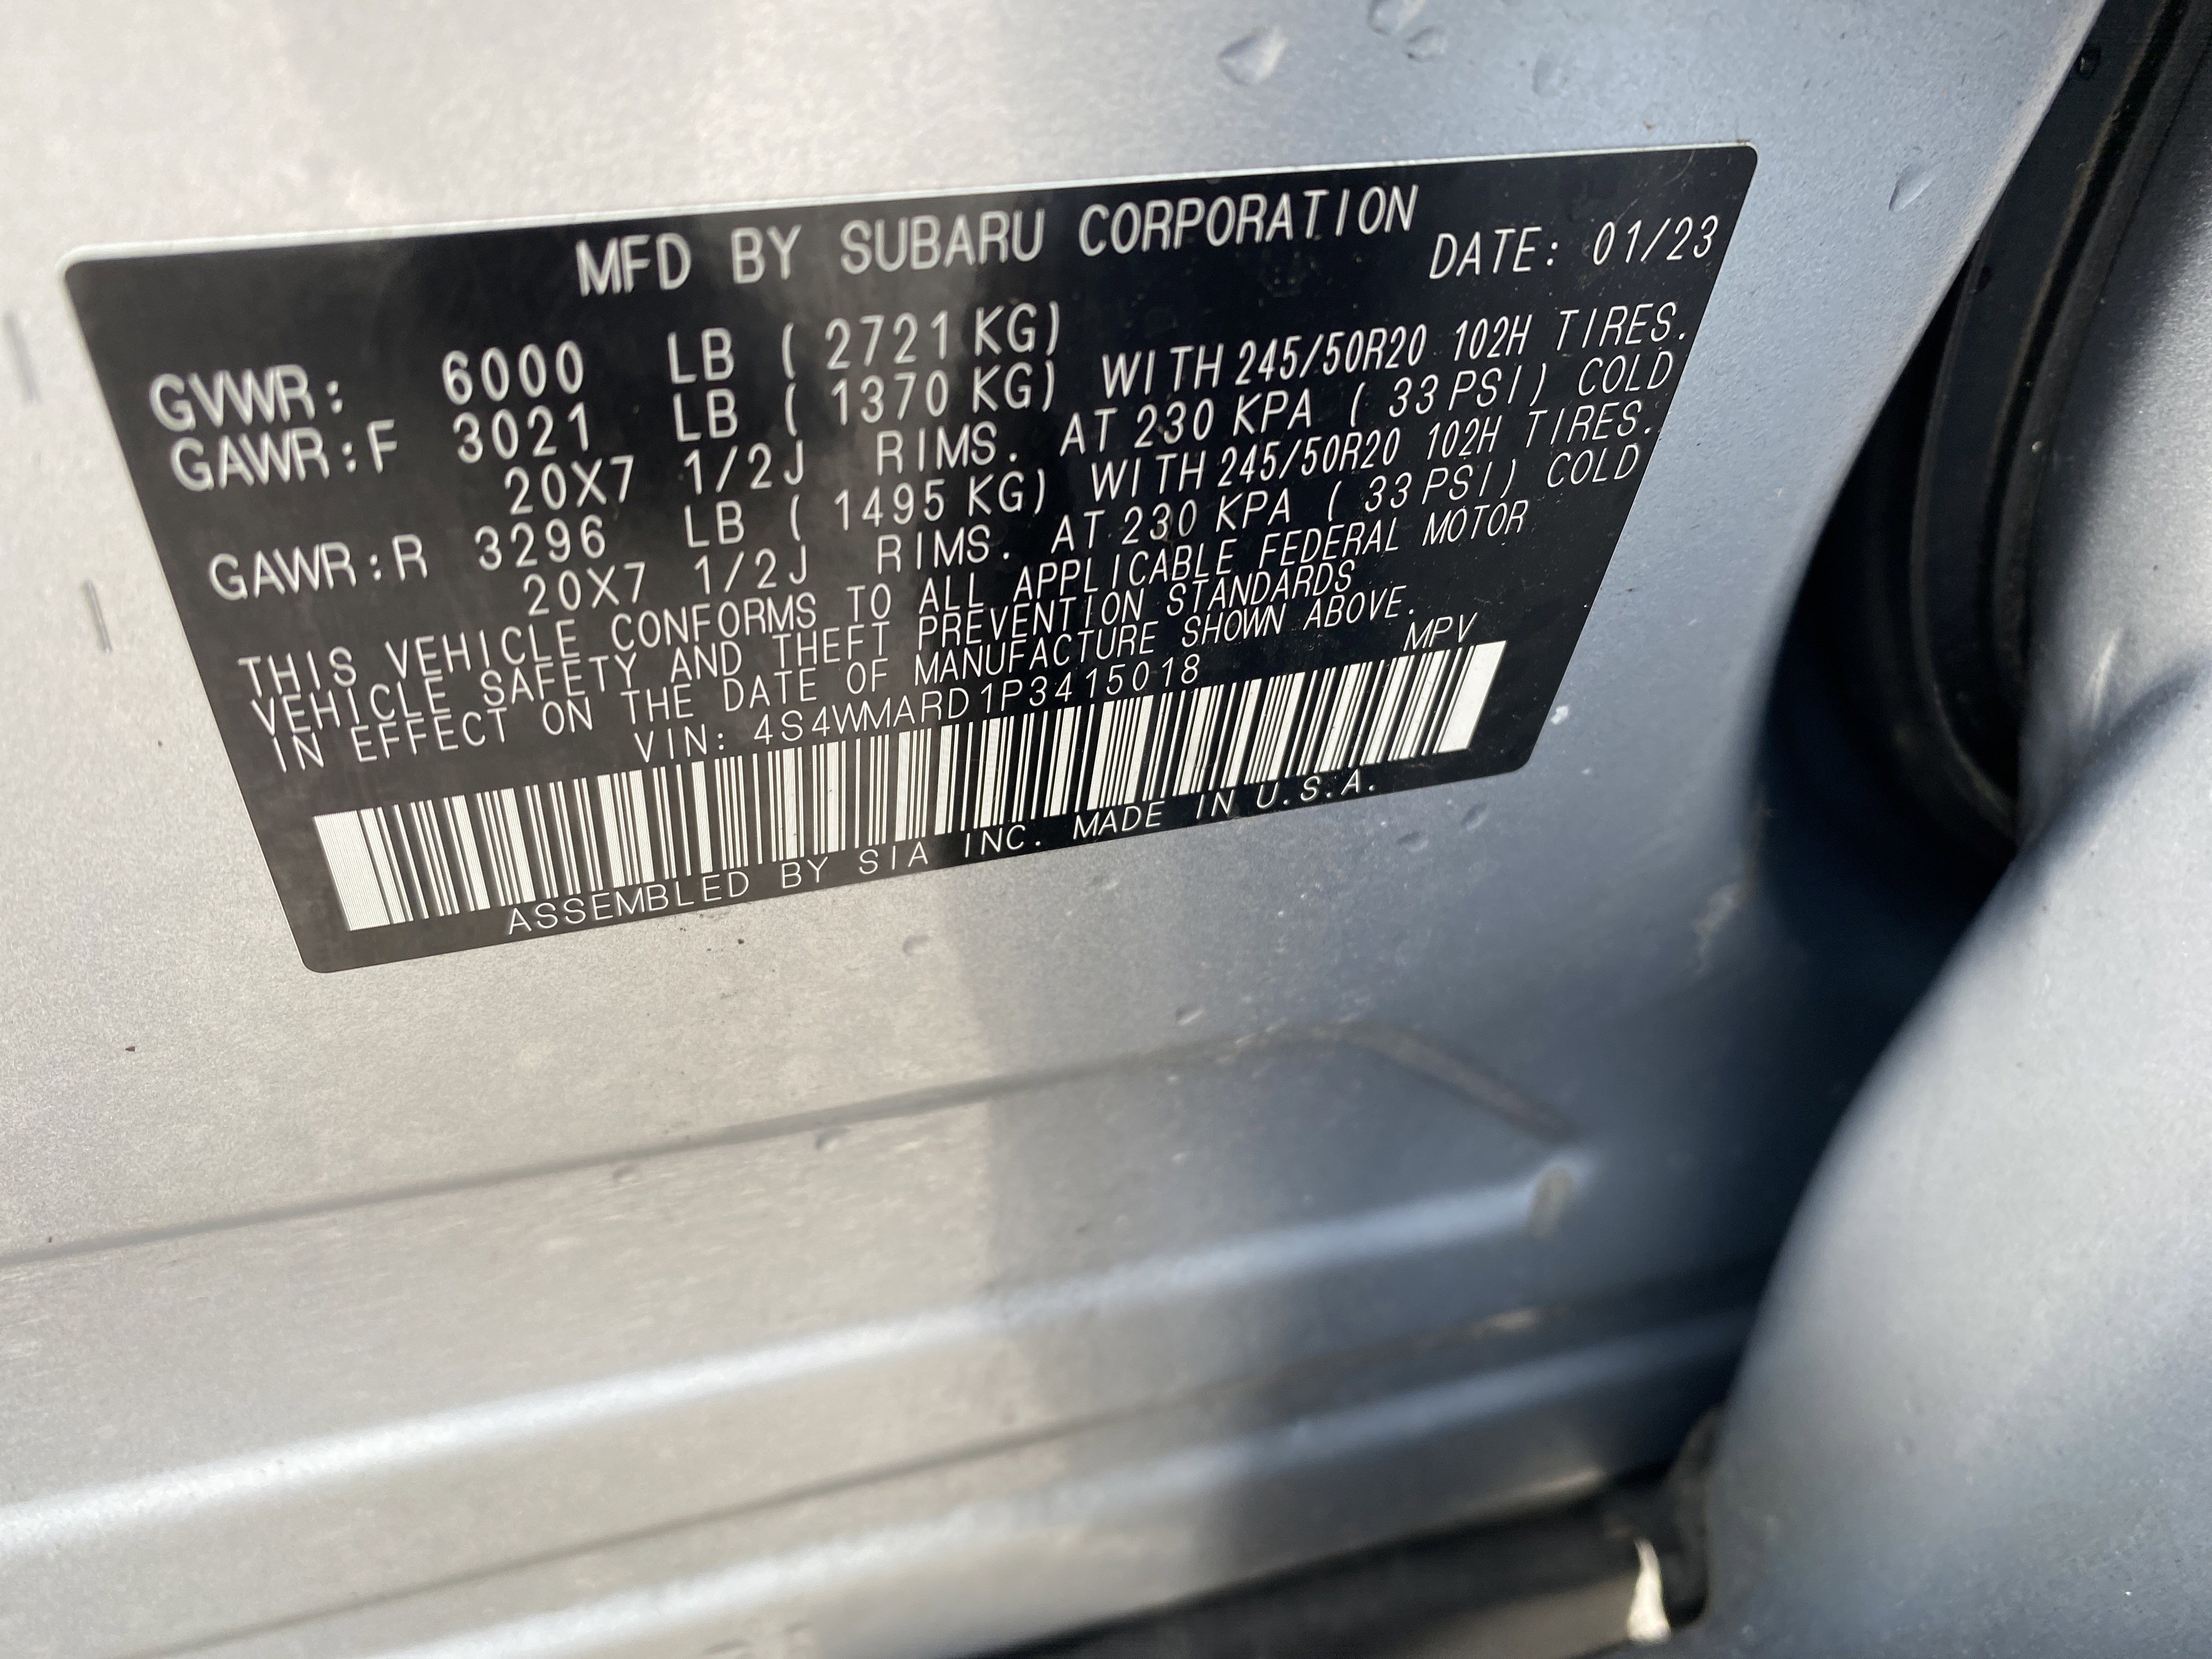 MFD BY SUBARU CORPORATION
DATE: 01/23
GVWR: 6000 LB ( 2721 KG)
GAWR:F 3021 LB ( 1370 KG) WITH 245/50R20 102H TIRES.
20X7 1/2J RIMS. AT 230 KPA ( 33 PSI) COLD
GAWR:R 3296 LB ( 1495 KG) WITH 245/50R20 102H TIRES.
20X7 1/2J RIMS. AT 230 KPA ( 33 PSI) COLD
THIS VEHICLE CONFORMS TO ALL APPLICABLE FEDERAL MOTOR
VEHICLE SAFETY AND THEFT PREVENTION STANDARDS
IN EFFECT ON THE DATE OF MANUFACTURE SHOWN ABOVE.
VIN: 4S4WMARD1P3415018 MPV
ASSEMBLED BY SIA INC. MADE IN U.S.A.